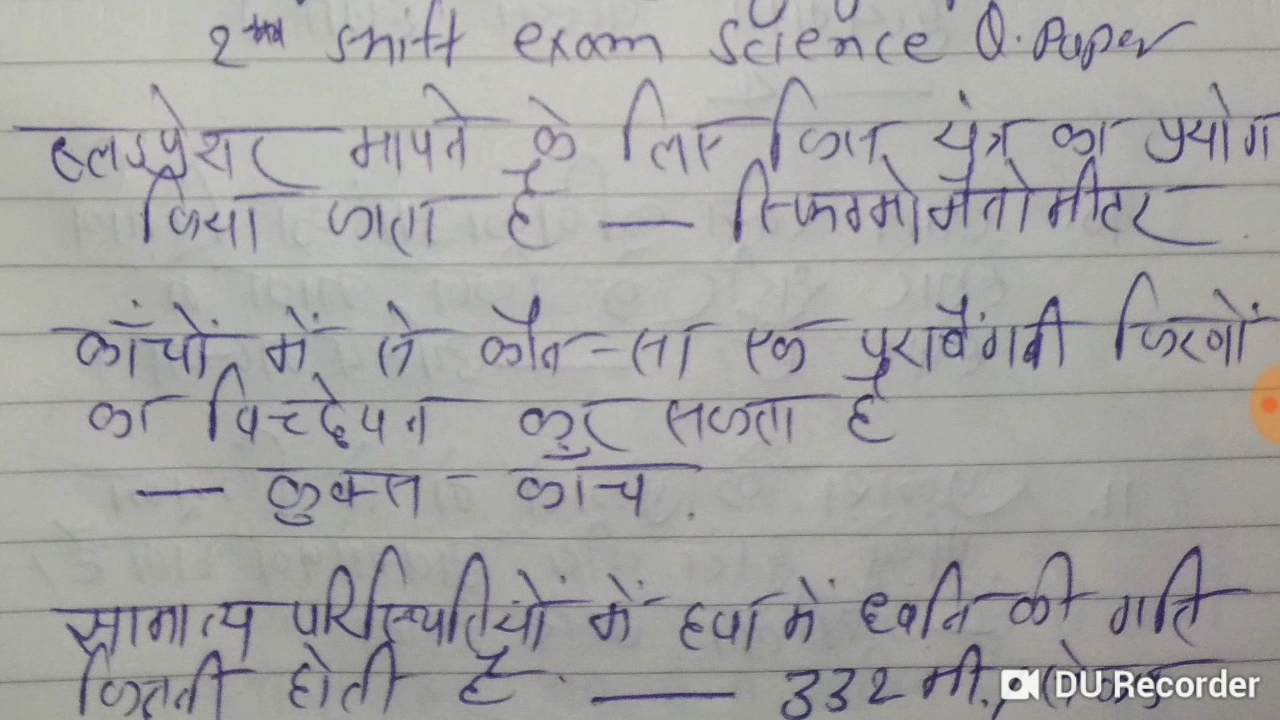 2nd shift exam science Q. Paper
ब्लडप्रेशर मापने के लिए किस यंत्र का प्रयोग
किया जाता है — स्फिग्मोमैनोमीटर
काँचों में से कौन-सा एक पराबैंगनी किरणों
का विच्छेपन कर सकता है
— क्रुक्स - काँच.
सामान्य परिस्थितियों में हवा में ध्वनि की गति
कितनी होती है. — 332 मी./सेकंड
DU Recorder